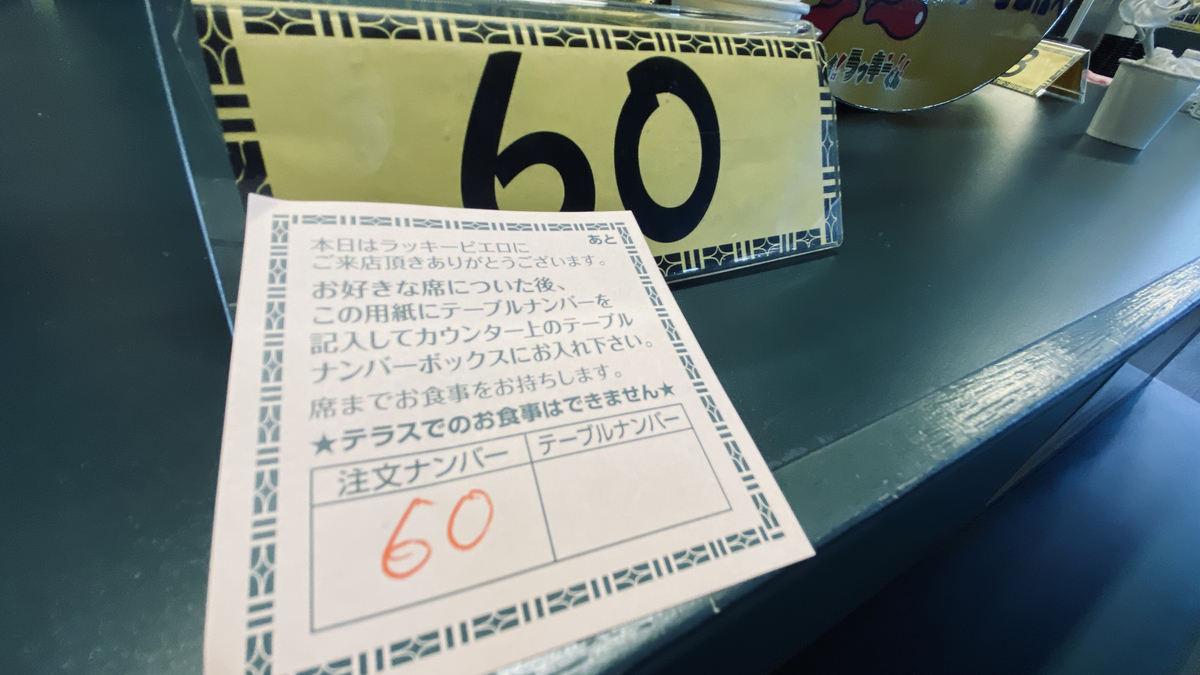 60
本日はラッキーピエロに
あと
ご来店頂きありがとうございます。
お好きな席についた後、
この用紙にテーブルナンバーを
記入してカウンター上のテーブル
ナンバーボックスにお入れ下さい。
席までお食事をお持ちします。
★テラスでのお食事はできません★
注文ナンバー
テーブルナンバー
60